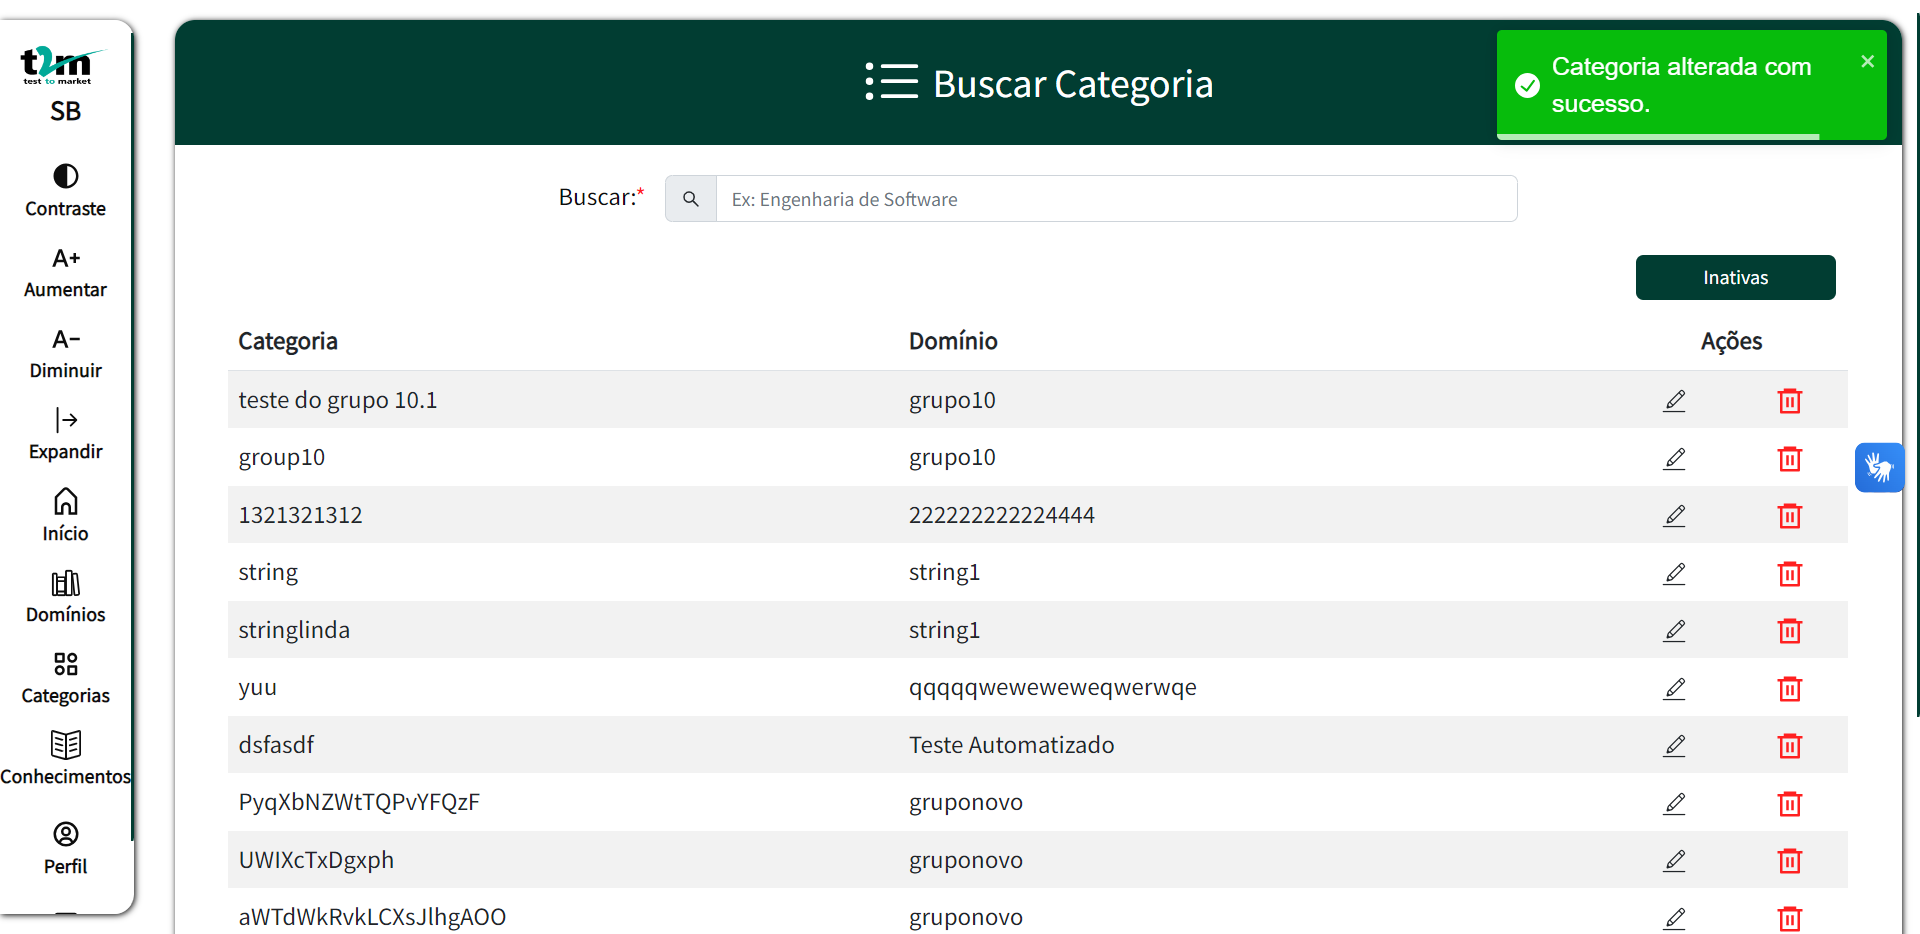 t2m
test to market
SB
Contraste
A+
Aumentar
A-
Diminuir
Expandir
Início
Domínios
Categorias
Conhecimentos
Perfil
Buscar Categoria
Categoria alterada com
sucesso.
Buscar:*
Ex: Engenharia de Software
Inativas
Categoria Domínio Ações
teste do grupo 10.1 grupo10
group10 grupo10
1321321312 222222222224444
string string1
stringlinda string1
yuu qqqqqweweweweqwerwqe
dsfasdf Teste Automatizado
PyqXbNZWtTQPvYFQzF gruponovo
UWIXcTxDgxph gruponovo
aWTdWkRvkLCXsJlhgAOO gruponovo